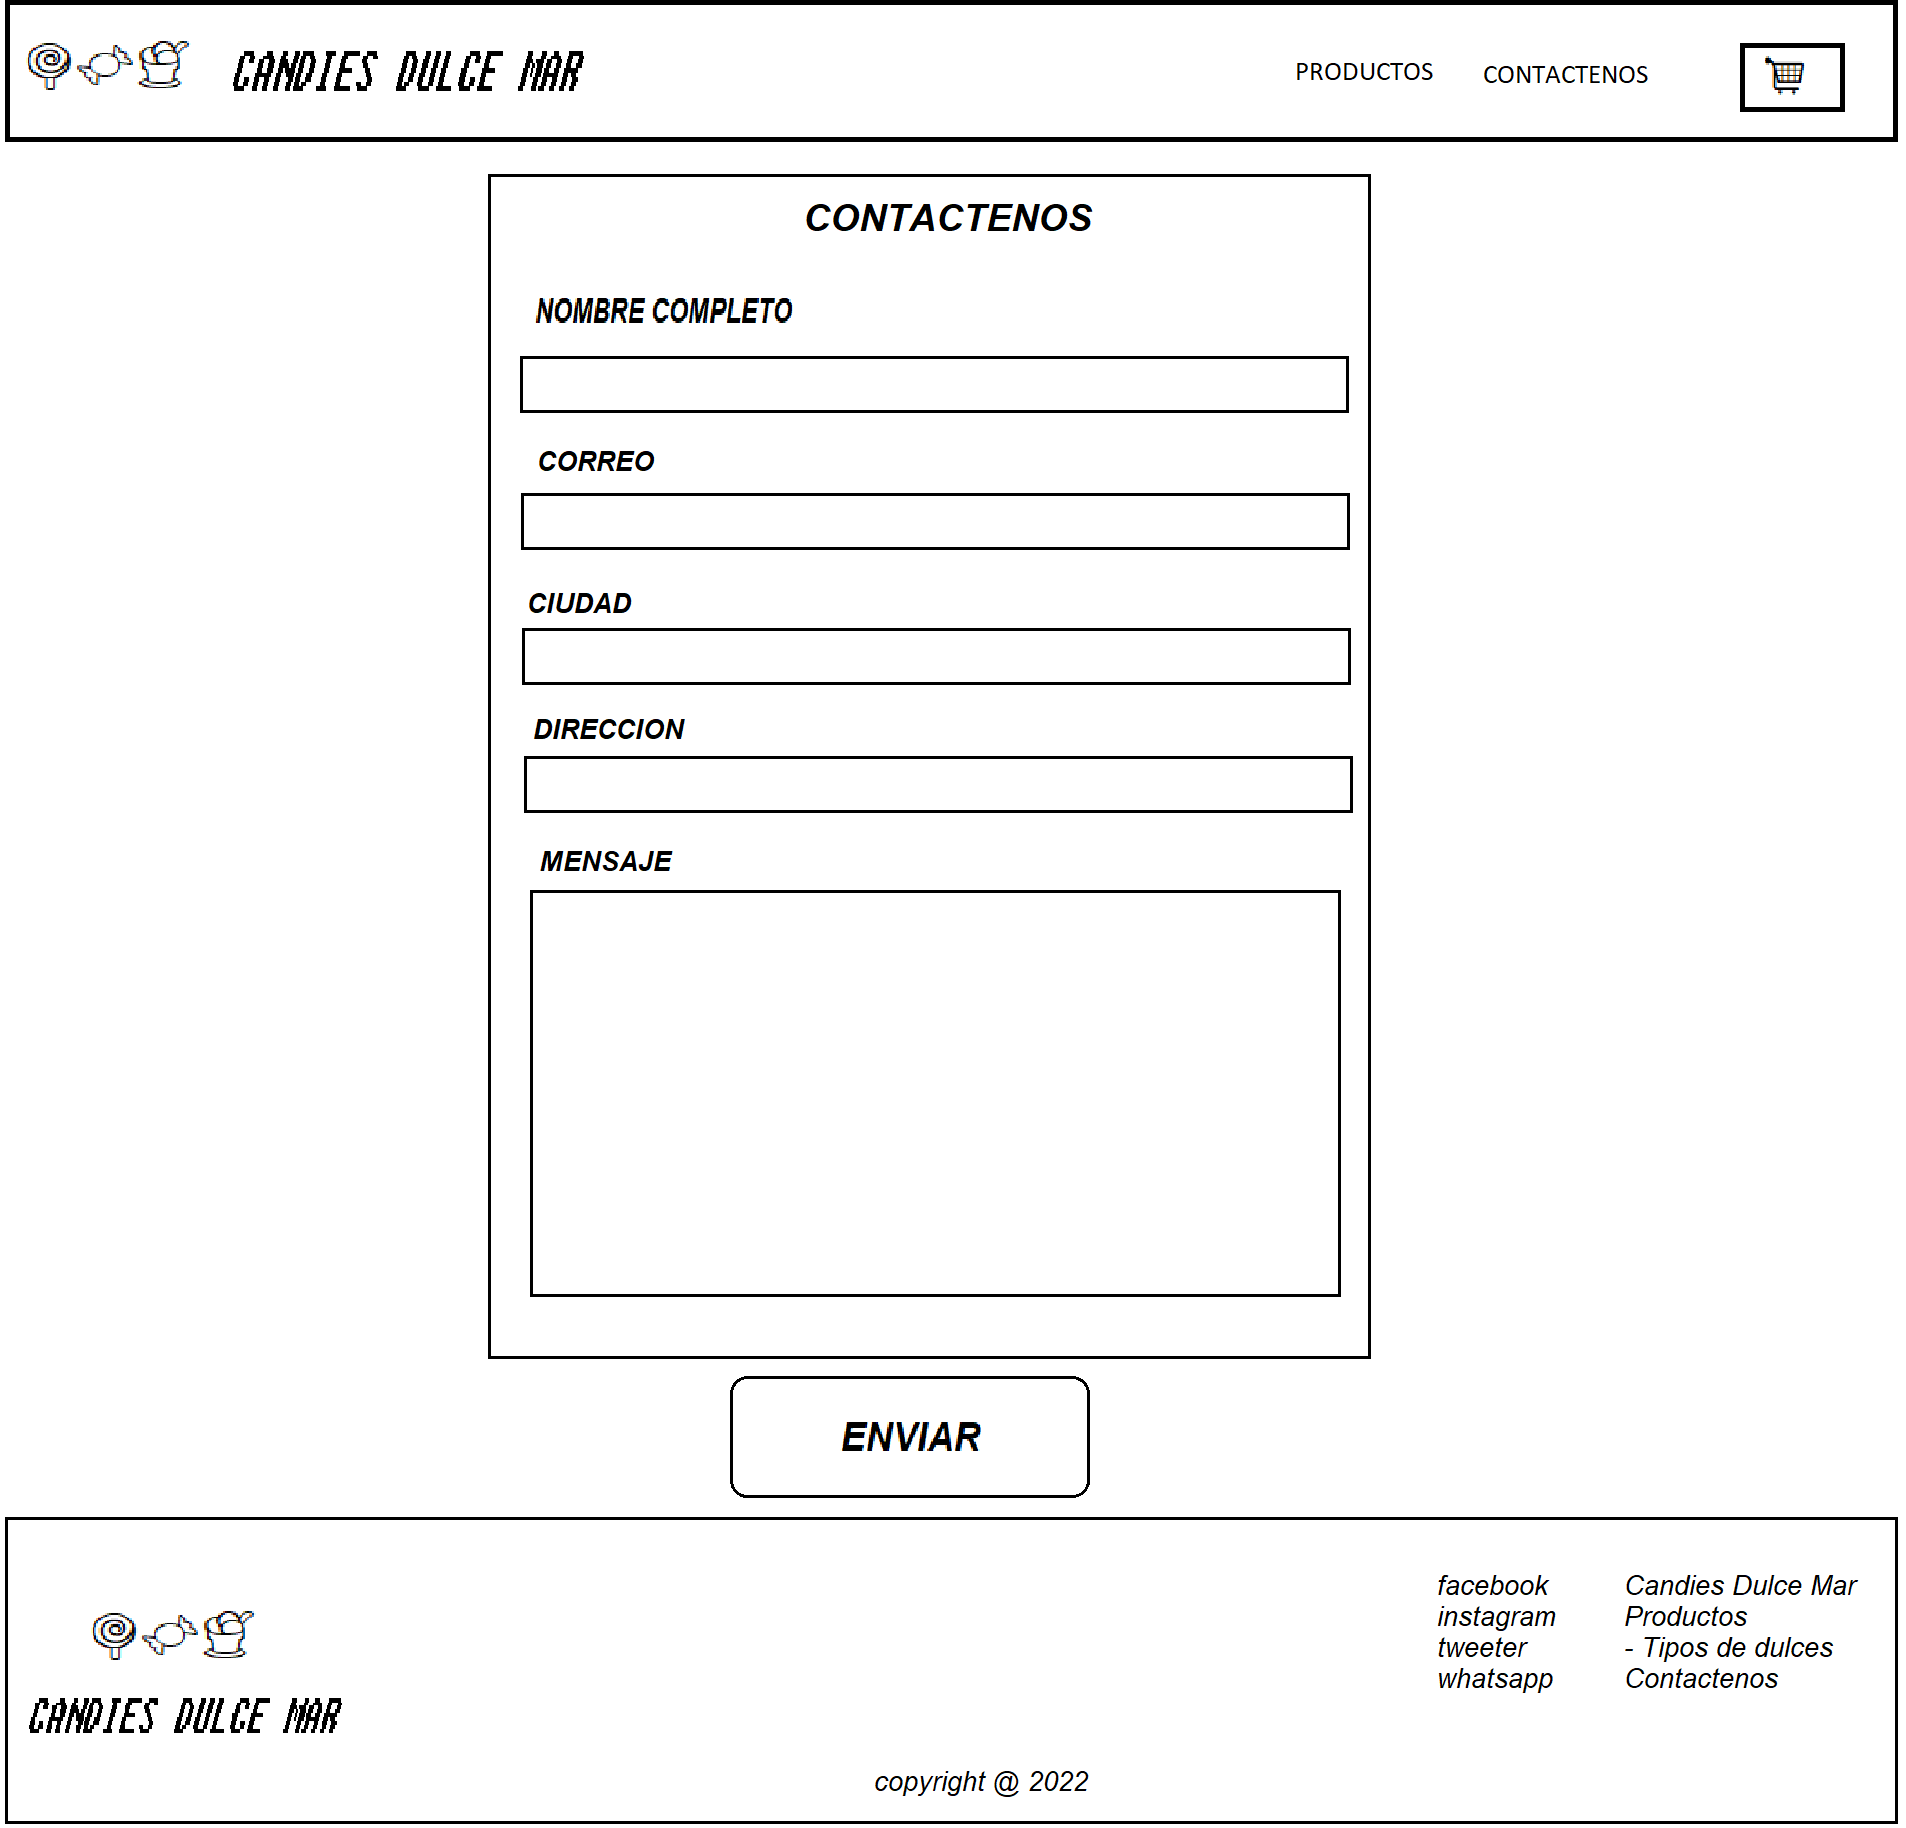 CANDIES DULCE MAR
PRODUCTOS
CONTACTENOS
CONTACTENOS
NOMBRE COMPLETO
CORREO
CIUDAD
DIRECCION
MENSAJE
ENVIAR
CANDIES DULCE MAR
facebook
instagram
tweeter
whatsapp
Candies Dulce Mar
Productos
- Tipos de dulces
Contactenos
copyright @ 2022